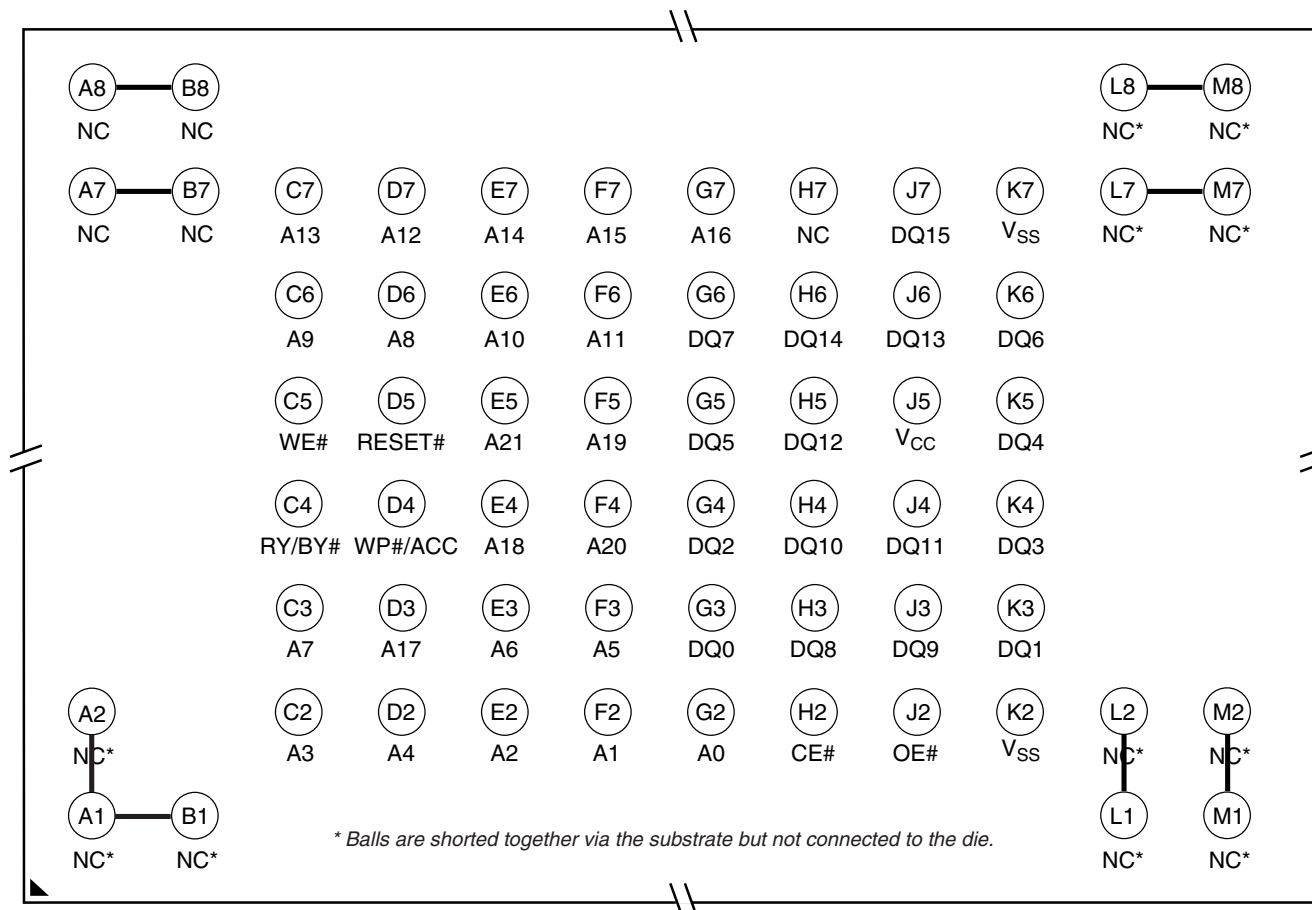 A8 B8 L8 M8
NC NC NC* NC*
A7 B7 C7 D7 E7 F7 G7 H7 J7 K7 L7 M7
NC NC A13 A12 A14 A15 A16 NC DQ15 VSS NC* NC*
C6 D6 E6 F6 G6 H6 J6 K6
A9 A8 A10 A11 DQ7 DQ14 DQ13 DQ6
C5 D5 E5 F5 G5 H5 J5 K5
WE# RESET# A21 A19 DQ5 DQ12 VCC DQ4
C4 D4 E4 F4 G4 H4 J4 K4
RY/BY# WP#/ACC A18 A20 DQ2 DQ10 DQ11 DQ3
C3 D3 E3 F3 G3 H3 J3 K3
A7 A17 A6 A5 DQ0 DQ8 DQ9 DQ1
A2 C2 D2 E2 F2 G2 H2 J2 K2 L2 M2
NC* A3 A4 A2 A1 A0 CE# OE# VSS NC* NC*
A1 B1 L1 M1
* Balls are shorted together via the substrate but not connected to the die.
NC* NC* NC* NC*